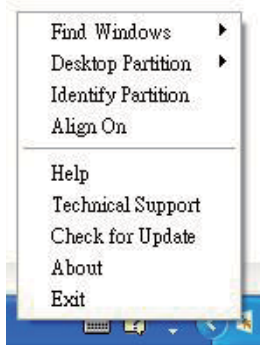 Find Windows
Desktop Partition
Identify Partition
Align On
Help
Technical Support
Check for Update
About
Exit